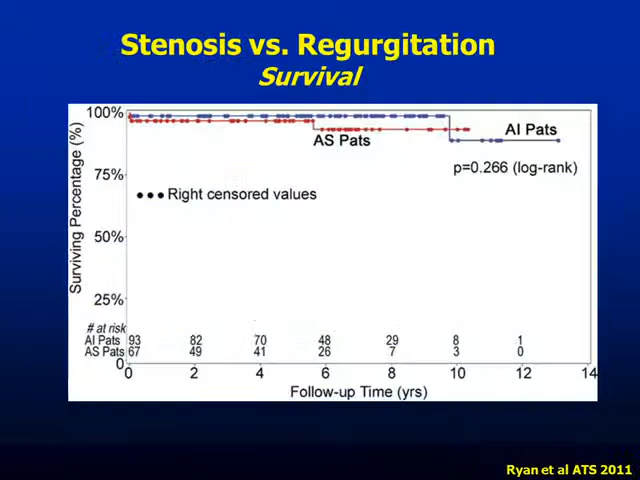 Stenosis vs. Regurgitation
Survival
100%
AI Pats
AS Pats
p=0.266 (log-rank)
75%
Surviving Percentage (%)
Right censored values
50%
25%
# at risk
AI Pats 93 82 70 48 29 8 1
AS Pats 67 49 41 26 7 3 0
0
0 2 4 6 8 10 12 14
Follow-up Time (yrs)
Ryan et al ATS 2011